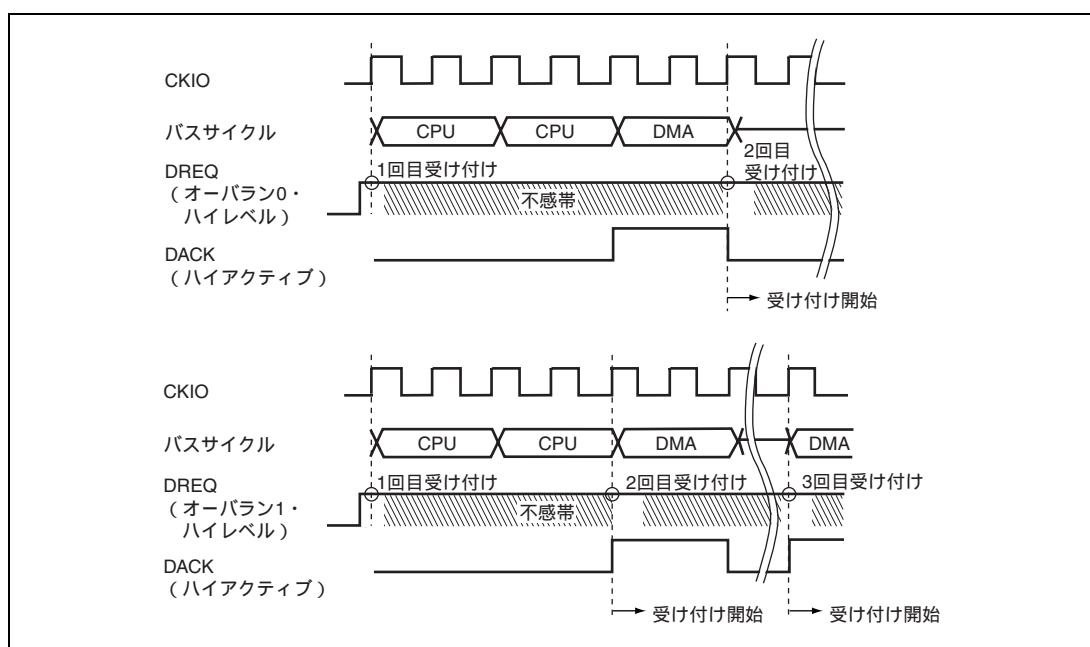 CKIO
バスサイクル
CPU
CPU
DMA
DREQ
（オーバラン0・
ハイレベル）
1回目受け付け
2回目
受け付け
不感帯
DACK
（ハイアクティブ）
受け付け開始
CKIO
バスサイクル
CPU
CPU
DMA
DMA
DREQ
（オーバラン1・
ハイレベル）
1回目受け付け
2回目受け付け
3回目受け付け
不感帯
DACK
（ハイアクティブ）
受け付け開始
受け付け開始